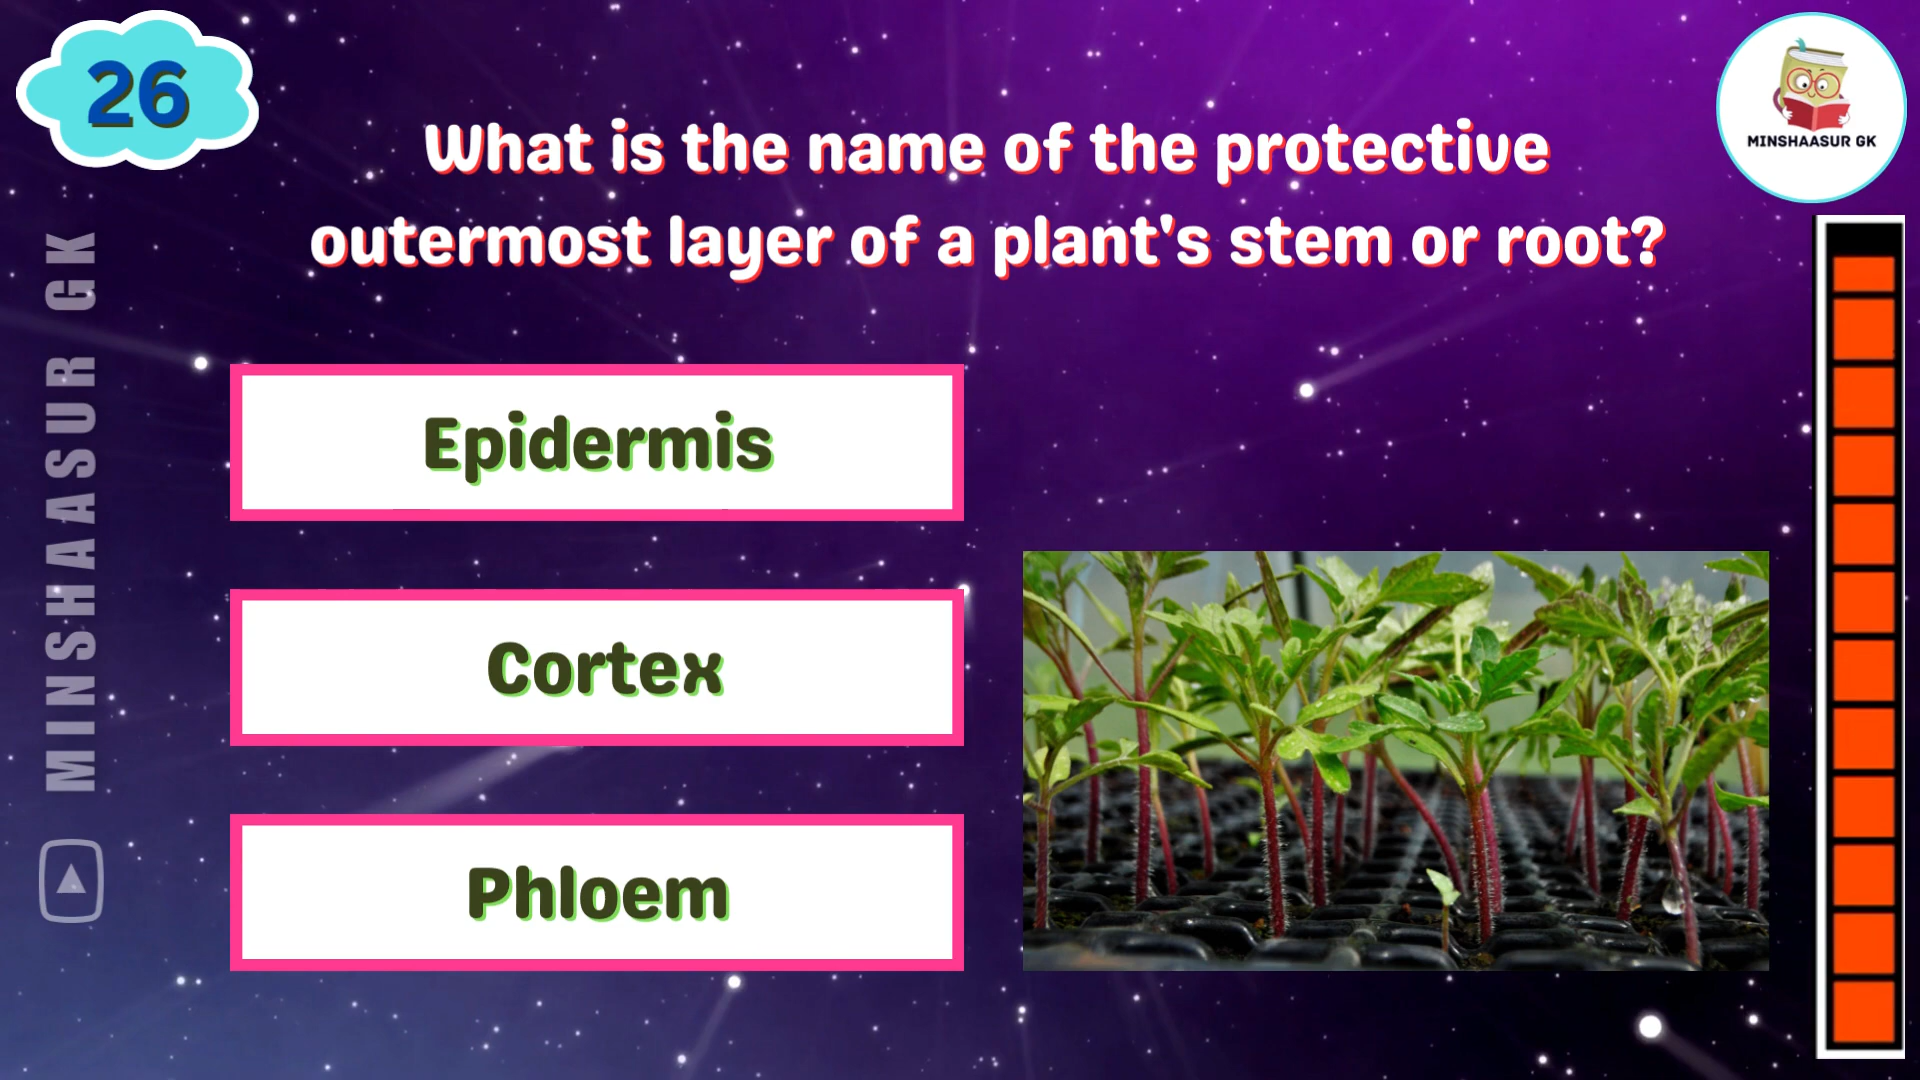 26
What is the name of the protective
outermost layer of a plant's stem or root?
MINSHAASUR GK
MINSHAASUR GK
Epidermis
Cortex
Phloem